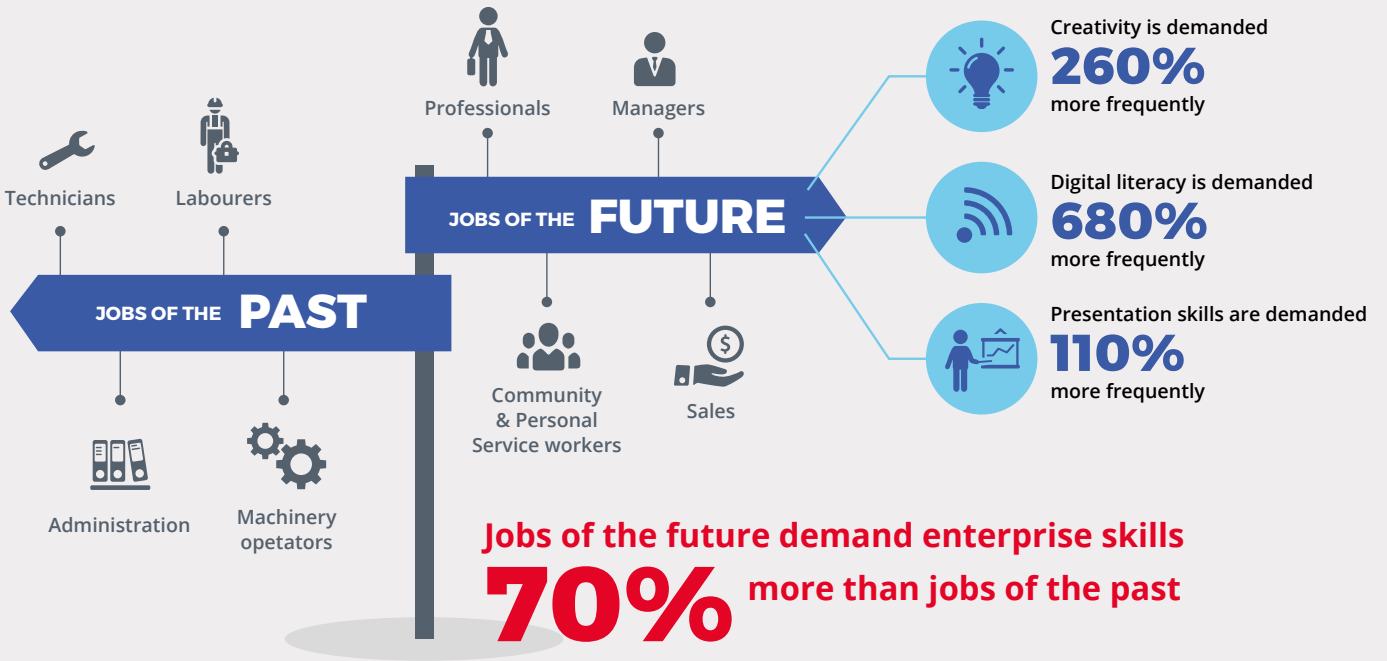 Technicians
Labourers
JOBS OF THE PAST
Administration
Machinery
opetators
Professionals
Managers
JOBS OF THE FUTURE
Community
& Personal
Service workers
$
Sales
Creativity is demanded
260%
more frequently
Digital literacy is demanded
680%
more frequently
Presentation skills are demanded
110%
more frequently
Jobs of the future demand enterprise skills
70% more than jobs of the past